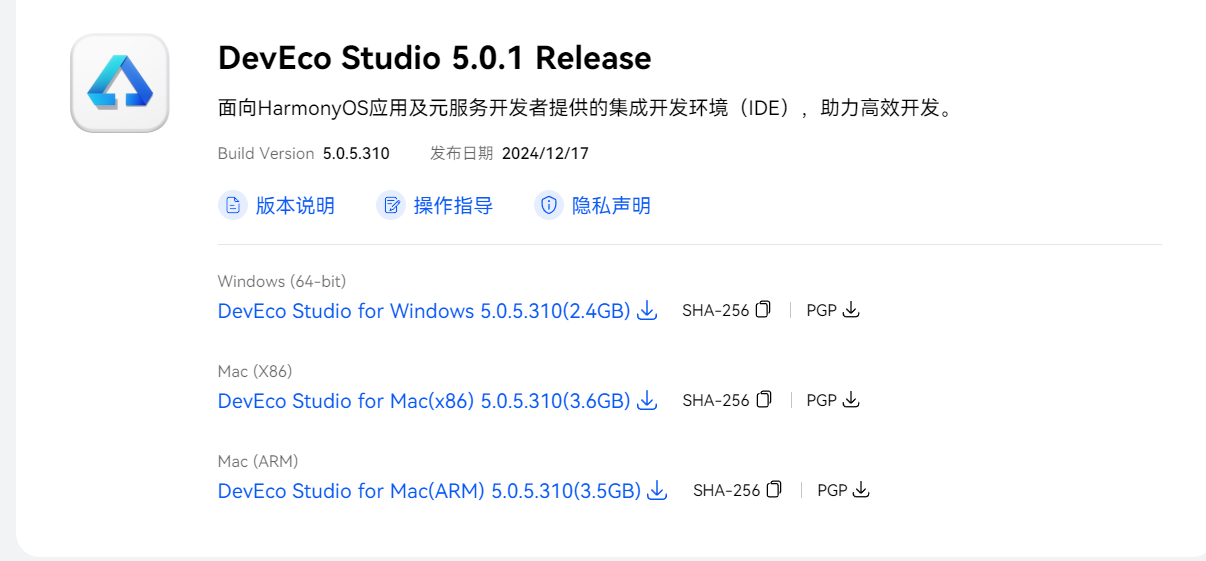 DevEco Studio 5.0.1 Release
面向HarmonyOS应用及元服务开发者提供的集成开发环境（IDE），助力高效开发。
Build Version 5.0.5.310 发布日期 2024/12/17
版本说明 操作指导 隐私声明
Windows (64-bit)
DevEco Studio for Windows 5.0.5.310(2.4GB) SHA-256 PGP
Mac (X86)
DevEco Studio for Mac(x86) 5.0.5.310(3.6GB) SHA-256 PGP
Mac (ARM)
DevEco Studio for Mac(ARM) 5.0.5.310(3.5GB) SHA-256 PGP